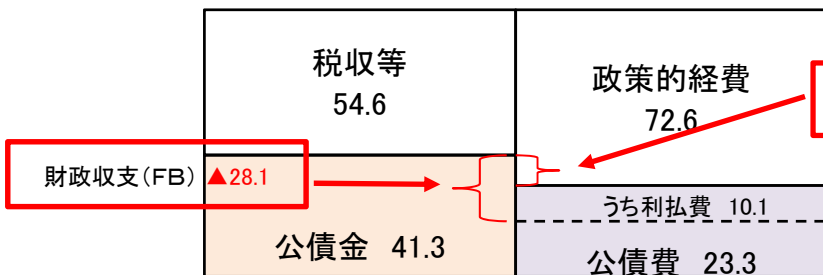 税収等
54.6
政策的経費
72.6
財政収支(FB) ▲28.1
うち利払費 10.1
公債金 41.3
公債費 23.3